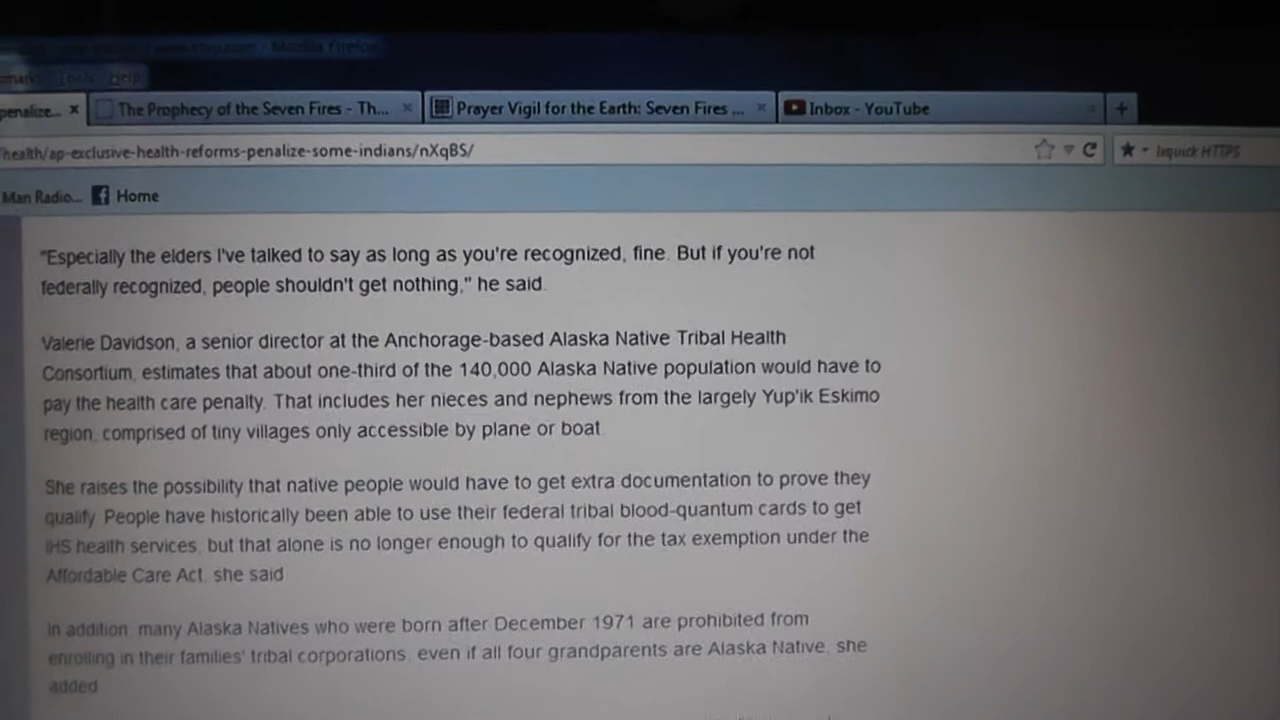 Mozilla Firefox
Tools Help
penalize... × The Prophecy of the Seven Fires - Th... × Prayer Vigil for the Earth: Seven Fires ... × Inbox - YouTube × +
health/ap-exclusive-health-reforms-penalize-some-indians/nXqBS/
Man Radio... Home
"Especially the elders I've talked to say as long as you're recognized, fine. But if you're not
federally recognized, people shouldn't get nothing," he said.
Valerie Davidson, a senior director at the Anchorage-based Alaska Native Tribal Health
Consortium, estimates that about one-third of the 140,000 Alaska Native population would have to
pay the health care penalty. That includes her nieces and nephews from the largely Yup'ik Eskimo
region, comprised of tiny villages only accessible by plane or boat.
She raises the possibility that native people would have to get extra documentation to prove they
qualify. People have historically been able to use their federal tribal blood-quantum cards to get
IHS health services, but that alone is no longer enough to qualify for the tax exemption under the
Affordable Care Act, she said.
In addition, many Alaska Natives who were born after December 1971 are prohibited from
enrolling in their families' tribal corporations, even if all four grandparents are Alaska Native, she
added.